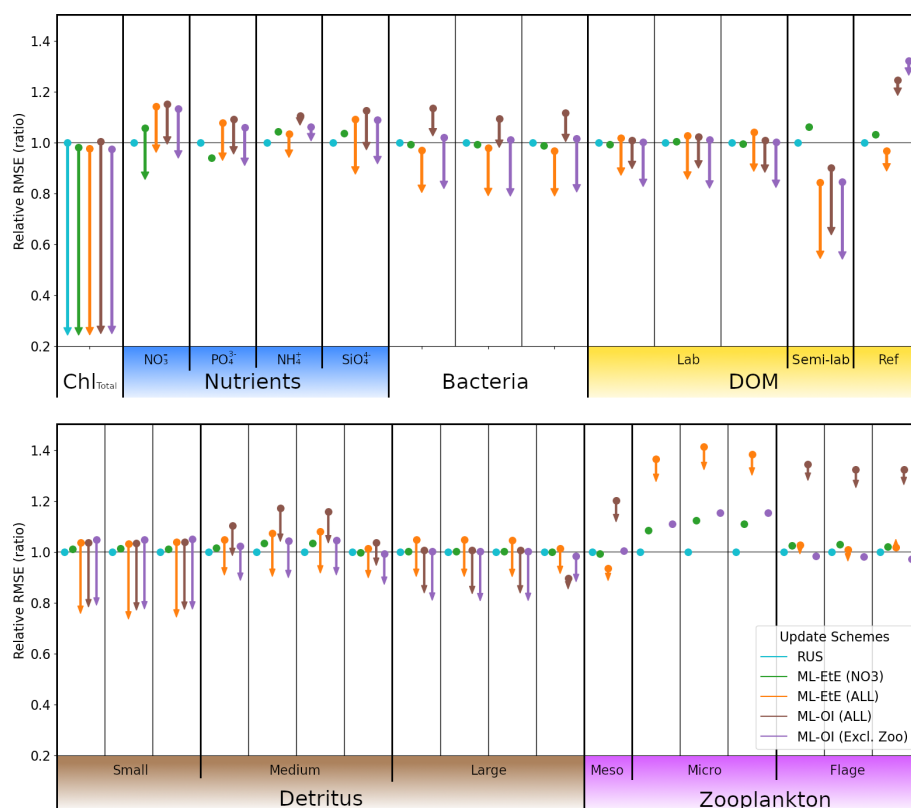 1.4
1.2
1.0
0.8
0.6
0.4
0.2
Relative RMSE (ratio)
NO₃⁻ PO₄³⁻ NH₄⁺ SiO₄⁴⁻ Lab Semi-lab Ref
Chl_Total Nutrients Bacteria DOM
1.4
1.2
1.0
0.8
0.6
0.4
0.2
Relative RMSE (ratio)
Update Schemes
RUS
ML-EtE (NO3)
ML-EtE (ALL)
ML-OI (ALL)
ML-OI (Excl. Zoo)
Small Medium Large Meso Micro Flage
Detritus Zooplankton